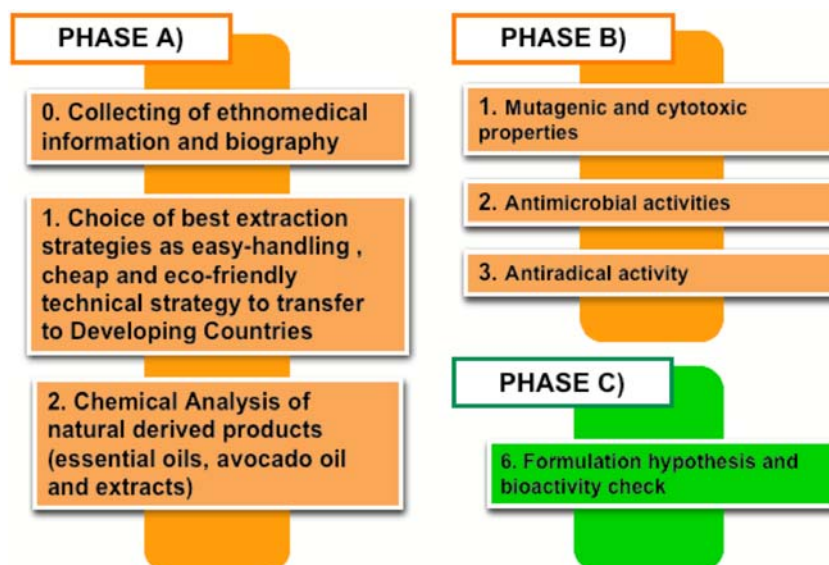 PHASE A)
0. Collecting of ethnomedical
information and biography
1. Choice of best extraction
strategies as easy-handling ,
cheap and eco-friendly
technical strategy to transfer
to Developing Countries
2. Chemical Analysis of
natural derived products
(essential oils, avocado oil
and extracts)
PHASE B)
1. Mutagenic and cytotoxic
properties
2. Antimicrobial activities
3. Antiradical activity
PHASE C)
6. Formulation hypothesis and
bioactivity check